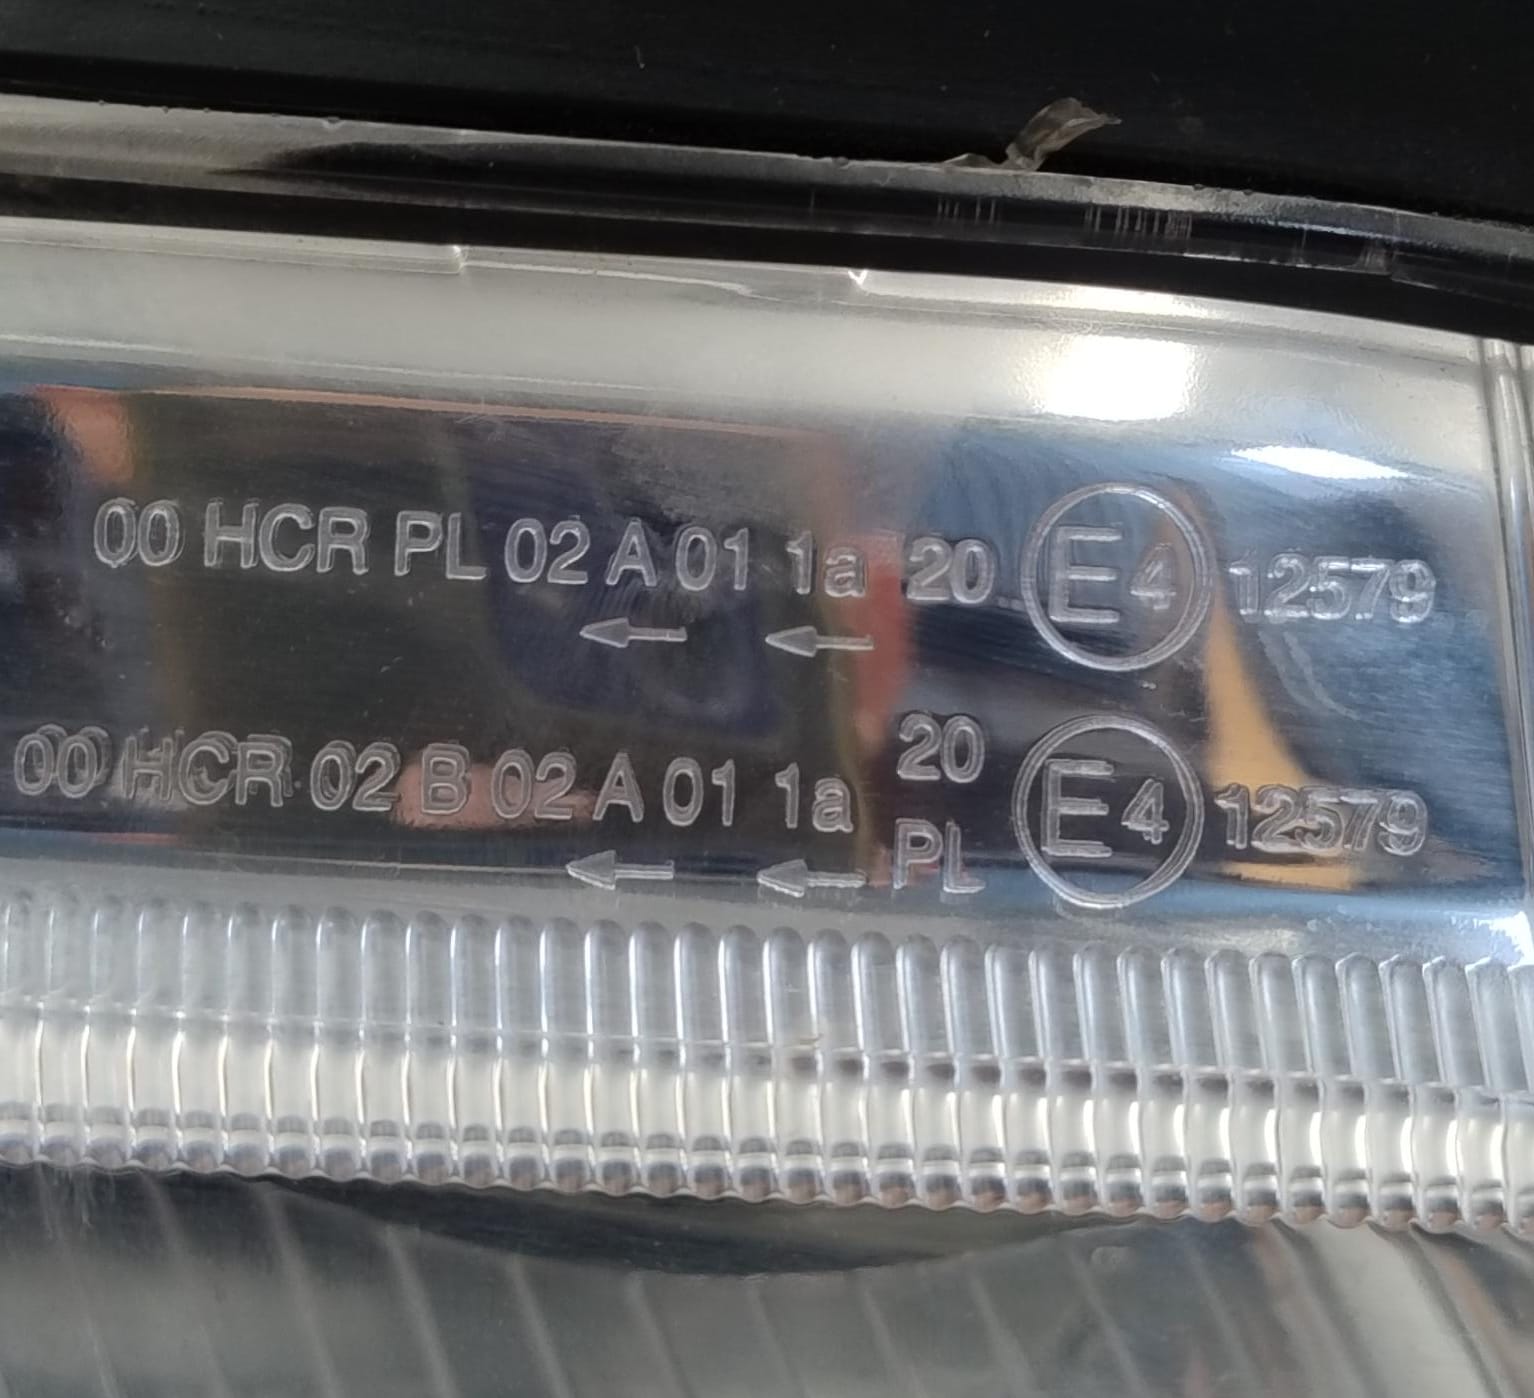 00 HCR PL 02 A 01 1a 20 E4 12579
← ←
00 HCR 02 B 02 A 01 1a 20 E4 12579
← ← PL